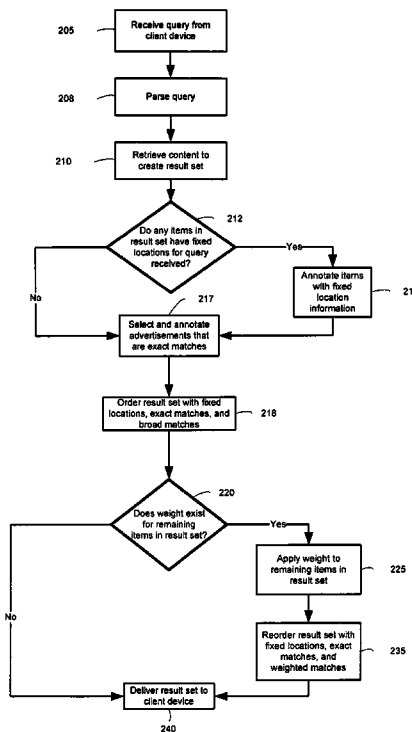 205
Receive query from
client device
208
Parse query
210
Retrieve content to
create result set
212
Do any items in
result set have fixed
locations for query
received?
Yes
No
Annotate items
with fixed
location
information
21
217
Select and annotate
advertisements that
are exact matches
Order result set with fixed
locations, exact matches, and
broad matches
218
220
Does weight exist
for remaining
items in result set?
Yes
No
Apply weight to
remaining items in
result set
225
Reorder result set with
fixed locations, exact
matches, and
weighted matches
235
Deliver result set to
client device
240